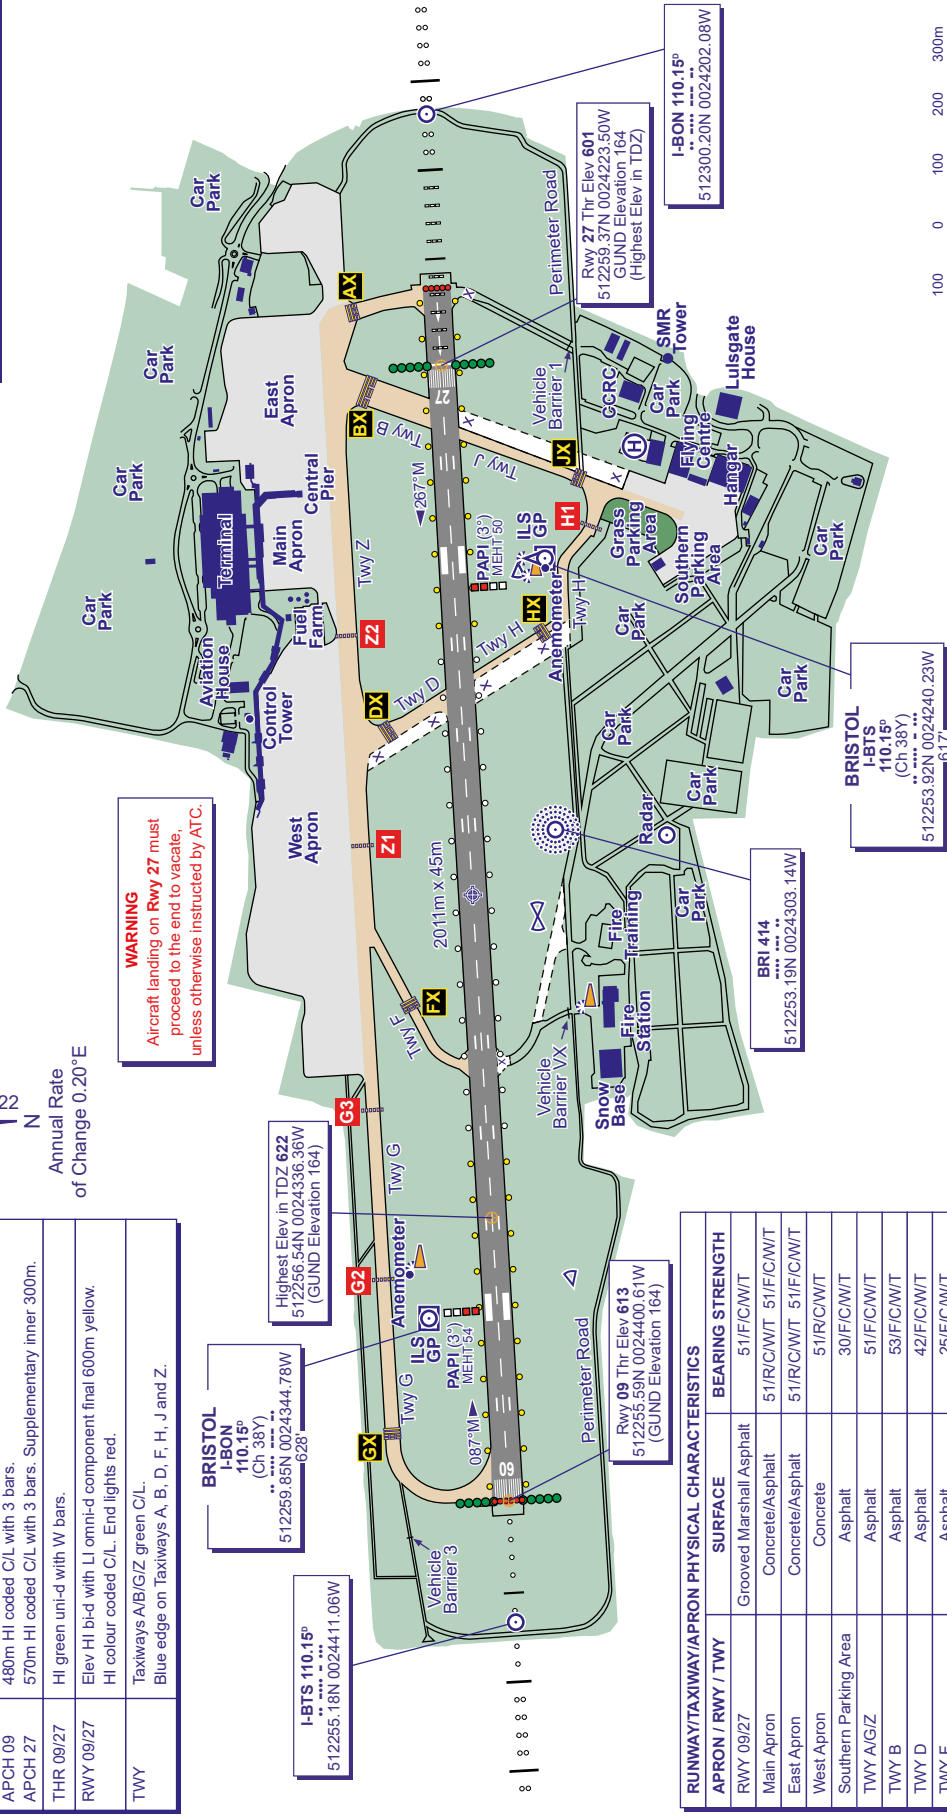 APCH 09 480m HI coded C/L with 3 bars.
APCH 27 570m HI coded C/L with 3 bars. Supplementary inner 300m.
THR 09/27 HI green uni-d with W bars.
RWY 09/27 Elev HI bi-d with LI omni-d component final 600m yellow.
HI colour coded C/L. End lights red.
TWY Taxiways A/B/G/Z green C/L.
Blue edge on Taxiways A, B, D, F, H, J and Z.
22
N
Annual Rate
of Change 0.20°E
WARNING
Aircraft landing on Rwy 27 must
proceed to the end to vacate,
unless otherwise instructed by ATC.
BRISTOL
I-BON
110.15ᴰ
(Ch 38Y)
512259.85N 0024344.78W
628'
Highest Elev in TDZ 622
512256.54N 0024336.36W
(GUND Elevation 164)
I-BTS 110.15ᴰ
512255.18N 0024411.06W
Rwy 09 Thr Elev 613
512255.59N 0024400.61W
(GUND Elevation 164)
Rwy 27 Thr Elev 601
512259.37N 0024223.50W
GUND Elevation 164
(Highest Elev in TDZ)
I-BON 110.15ᴰ
512300.20N 0024202.08W
BRI 414
512253.19N 0024303.14W
BRISTOL
I-BTS
110.15ᴰ
(Ch 38Y)
512253.92N 0024240.23W
617'
Car
Park
Car
Park
Car
Park
Car
Park
Aviation
House
Terminal
Control
Tower
Fuel
Farm
Main
Apron
Central
Pier
East
Apron
West
Apron
Vehicle
Barrier 3
GX
Twy G
G2
Anemometer
Twy G
G3
Twy F
FX
Z1
DX
Twy D
Z2
Twy Z
BX
Twy B
AX
ILS
GP
PAPI (3°)
MEHT 54
087°M
09
2011m x 45m
267°M
27
PAPI (3°)
MEHT 50
ILS
GP
Anemometer
Twy H
HX
Twy H
H1
Twy J
JX
Perimeter Road
Vehicle
Barrier VX
Snow
Base
Fire
Station
Fire
Training
Radar
Car
Park
Car
Park
Car
Park
Car
Park
Car
Park
Car
Park
Grass
Parking
Area
Southern
Parking
Area
Hangar
Flying
Centre
H
CCRC
Car
Park
SMR
Tower
Lulsgate
House
Vehicle
Barrier 1
Perimeter Road
100 0 100 200 300m
RUNWAY/TAXIWAY/APRON PHYSICAL CHARACTERISTICS
APRON / RWY / TWY SURFACE BEARING STRENGTH
RWY 09/27 Grooved Marshall Asphalt 51/F/C/W/T
Main Apron Concrete/Asphalt 51/R/C/W/T 51/F/C/W/T
East Apron Concrete/Asphalt 51/R/C/W/T 51/F/C/W/T
West Apron Concrete 51/R/C/W/T
Southern Parking Area Asphalt 30/F/C/W/T
TWY A/G/Z Asphalt 51/F/C/W/T
TWY B Asphalt 53/F/C/W/T
TWY D Asphalt 42/F/C/W/T
TWY F Asphalt 25/F/C/W/T